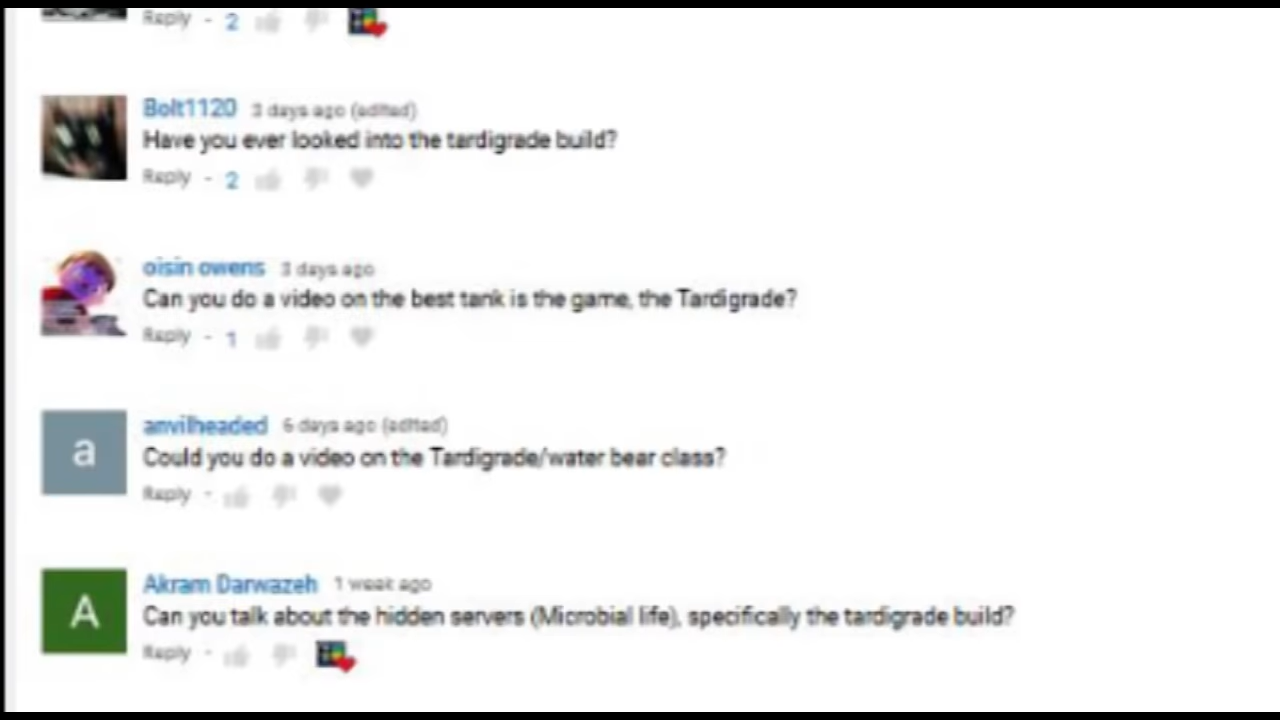 Reply · 2
Bolt1120 3 days ago (edited)
Have you ever looked into the tardigrade build?
Reply · 2
oisin owens 3 days ago
Can you do a video on the best tank is the game, the Tardigrade?
Reply · 1
a
anvilheaded 6 days ago (edited)
Could you do a video on the Tardigrade/water bear class?
Reply ·
A
Akram Darwazeh 1 week ago
Can you talk about the hidden servers (Microbial life), specifically the tardigrade build?
Reply ·